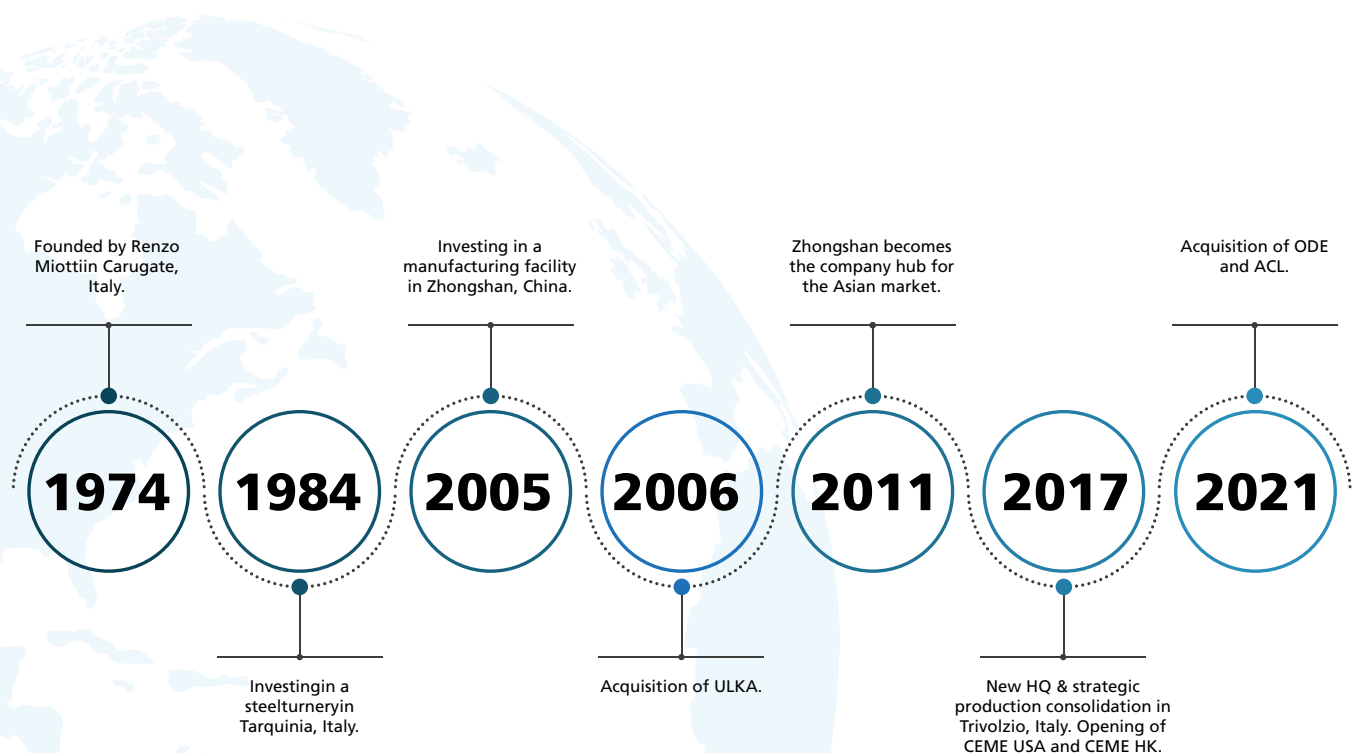 Founded by Renzo
Miottiin Carugate,
Italy.
Investing in a
manufacturing facility
in Zhongshan, China.
Zhongshan becomes
the company hub for
the Asian market.
Acquisition of ODE
and ACL.
1974
1984
2005
2006
2011
2017
2021
Investingin a
steelturneryin
Tarquinia, Italy.
Acquisition of ULKA.
New HQ & strategic
production consolidation in
Trivolzio, Italy. Opening of
CEME USA and CEME HK.